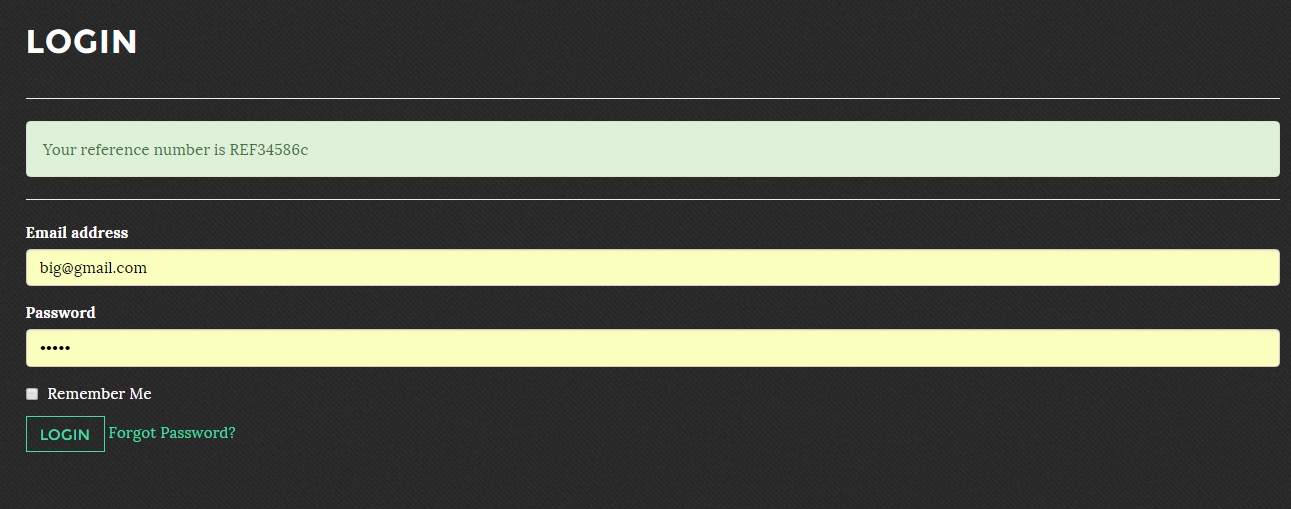 LOGIN
Your reference number is REF34586c
Email address
big@gmail.com
Password
•••••
Remember Me
LOGIN Forgot Password?